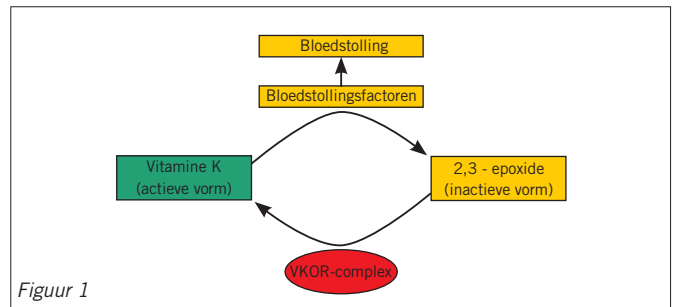 Bloedstolling
Bloedstollingsfactoren
Vitamine K
(actieve vorm)
2,3 - epoxide
(inactieve vorm)
VKOR-complex
Figuur 1